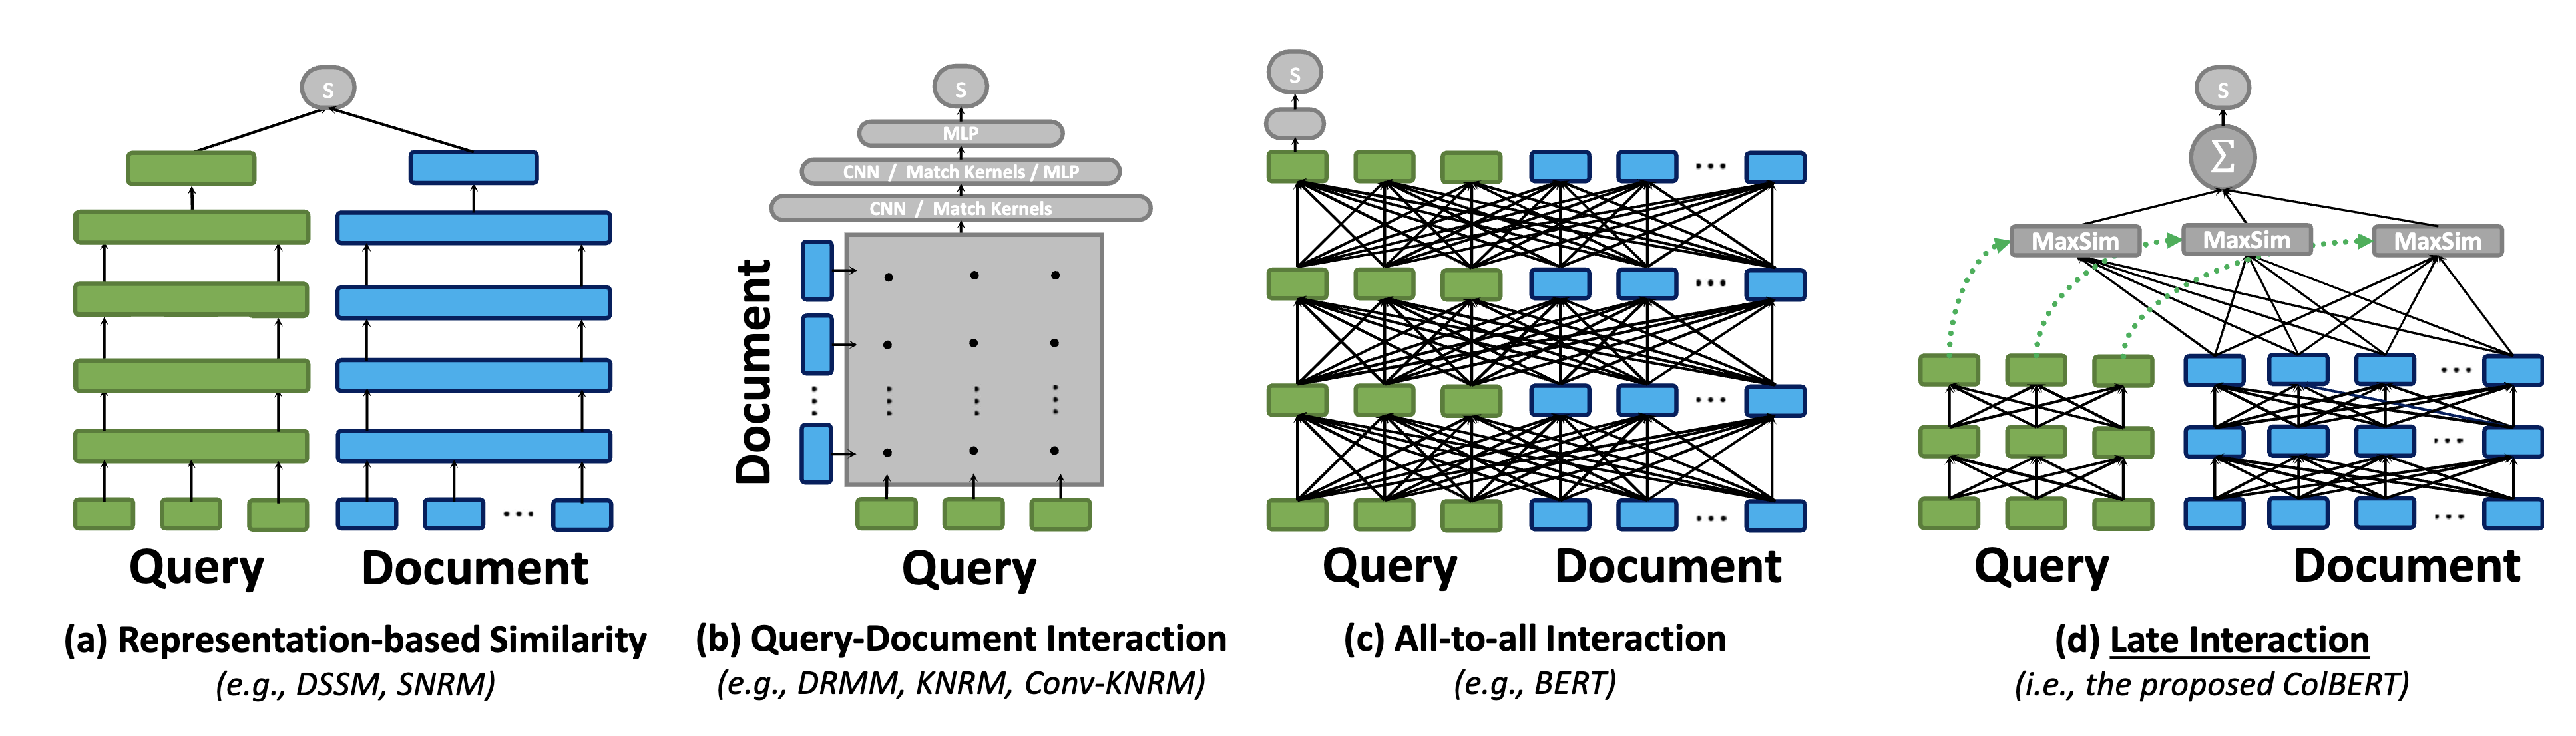 S
Query
Document
(a) Representation-based Similarity
(e.g., DSSM, SNRM)
S
MLP
CNN / Match Kernels / MLP
CNN / Match Kernels
Document
Query
(b) Query-Document Interaction
(e.g., DRMM, KNRM, Conv-KNRM)
S
Query
Document
(c) All-to-all Interaction
(e.g., BERT)
S
Σ
MaxSim
MaxSim
MaxSim
Query
Document
(d) Late Interaction
(i.e., the proposed ColBERT)